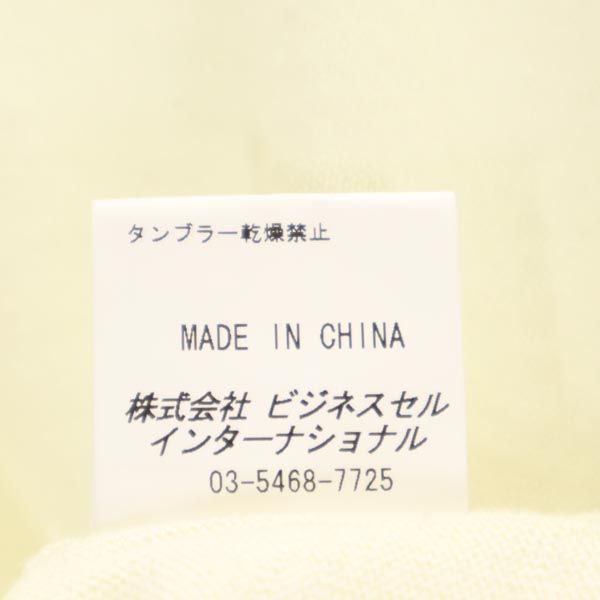 タンブラー乾燥禁止
MADE IN CHINA
株式会社 ビジネスセル
インターナショナル
03-5468-7725